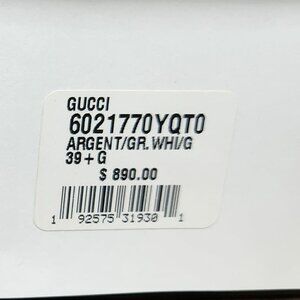 GUCCI
6021770YQT0
ARGENT/GR.WHI/G
39+G
$ 890.00
1 92575 31930 1